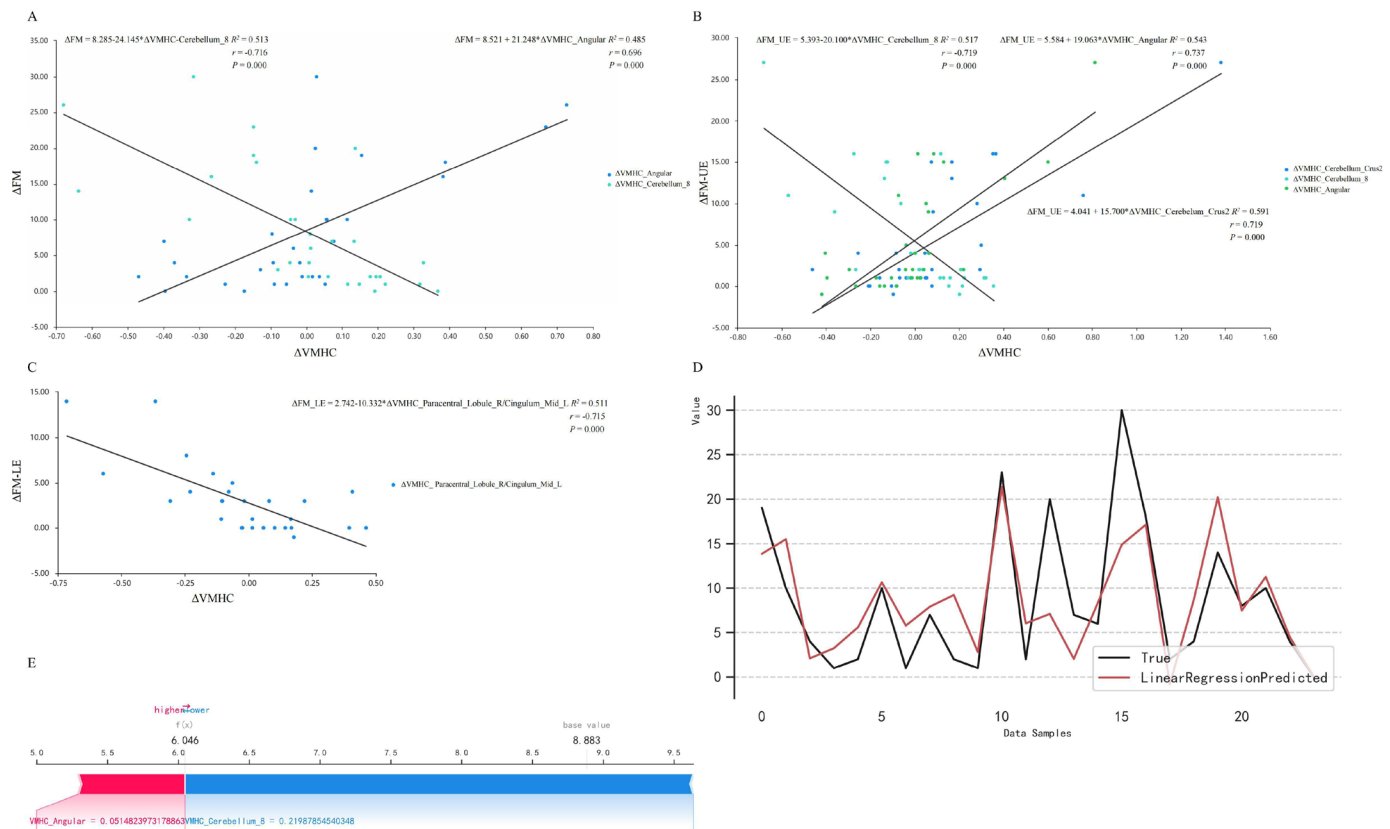 A
ΔFM = 8.285-24.145*ΔVMHC-Cerebellum_8 R² = 0.513
r = -0.716
P = 0.000
ΔFM = 8.521 + 21.248*ΔVMHC_Angular R² = 0.485
r = 0.696
P = 0.000
35.00
30.00
25.00
20.00
15.00
10.00
5.00
0.00
-5.00
ΔFM
-0.70 -0.60 -0.50 -0.40 -0.30 -0.20 -0.10 0.00 0.10 0.20 0.30 0.40 0.50 0.60 0.70 0.80
ΔVMHC
ΔVMHC_Angular
ΔVMHC_Cerebellum_8
B
ΔFM_UE = 5.393-20.100*ΔVMHC_Cerebellum_8 R² = 0.517
r = -0.719
P = 0.000
ΔFM_UE = 5.584 + 19.063*ΔVMHC_Angular R² = 0.543
r = 0.737
P = 0.000
30.00
25.00
20.00
15.00
10.00
5.00
0.00
-5.00
ΔFM-UE
ΔFM_UE = 4.041 + 15.700*ΔVMHC_Cerebelum_Crus2 R² = 0.591
r = 0.719
P = 0.000
-0.80 -0.60 -0.40 -0.20 0.00 0.20 0.40 0.60 0.80 1.00 1.20 1.40 1.60
ΔVMHC
ΔVMHC_Cerebellum_Crus2
ΔVMHC_Cerebellum_8
ΔVMHC_Angular
C
ΔFM_LE = 2.742-10.332*ΔVMHC_Paracentral_Lobule_R/Cingulum_Mid_L R² = 0.511
r = -0.715
P = 0.000
15.00
10.00
5.00
0.00
-5.00
ΔFM-LE
-0.75 -0.50 -0.25 0.00 0.25 0.50
ΔVMHC
ΔVMHC_ Paracentral_Lobule_R/Cingulum_Mid_L
D
Value
30
25
20
15
10
5
0
0 5 10 15 20
Data Samples
True
LinearRegressionPredicted
E
higher lower
f(x)
6.046
base value
8.883
5.0 5.5 6.0 6.5 7.0 7.5 8.0 8.5 9.0 9.5
VMHC_Angular = 0.0514823973178863
VMHC_Cerebellum_8 = 0.21987854540348